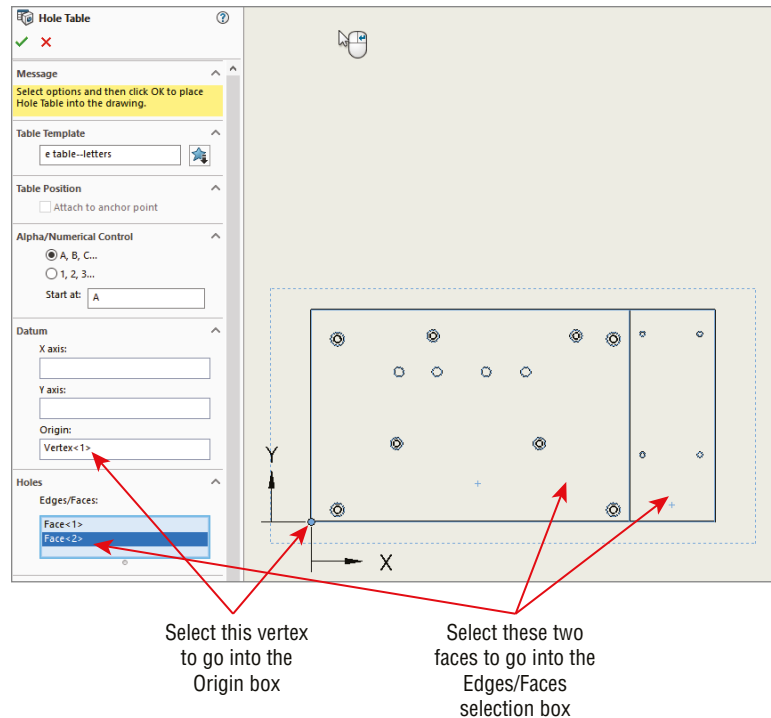 Hole Table
Message
Select options and then click OK to place
Hole Table into the drawing.
Table Template
e table--letters
Table Position
Attach to anchor point
Alpha/Numerical Control
A, B, C...
1, 2, 3...
Start at: A
Datum
X axis:
Y axis:
Origin:
Vertex<1>
Holes
Edges/Faces:
Face<1>
Face<2>
Y
X
Select this vertex
to go into the
Origin box
Select these two
faces to go into the
Edges/Faces
selection box